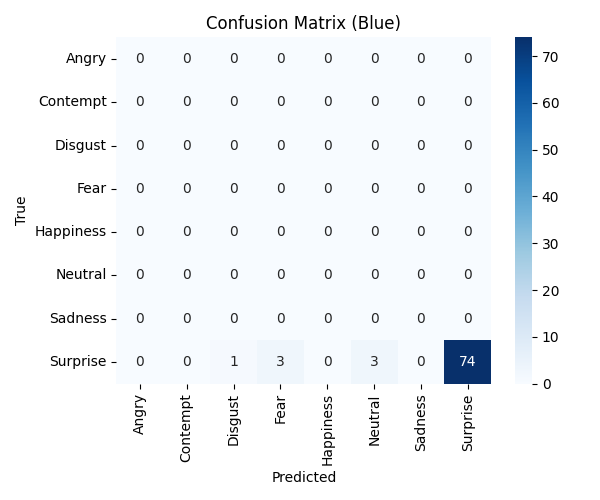 Confusion Matrix (Blue)
Angry 0 0 0 0 0 0 0 0
Contempt 0 0 0 0 0 0 0 0
Disgust 0 0 0 0 0 0 0 0
Fear 0 0 0 0 0 0 0 0
Happiness 0 0 0 0 0 0 0 0
Neutral 0 0 0 0 0 0 0 0
Sadness 0 0 0 0 0 0 0 0
Surprise 0 0 1 3 0 3 0 74
True
Angry Contempt Disgust Fear Happiness Neutral Sadness Surprise
Predicted
70
60
50
40
30
20
10
0